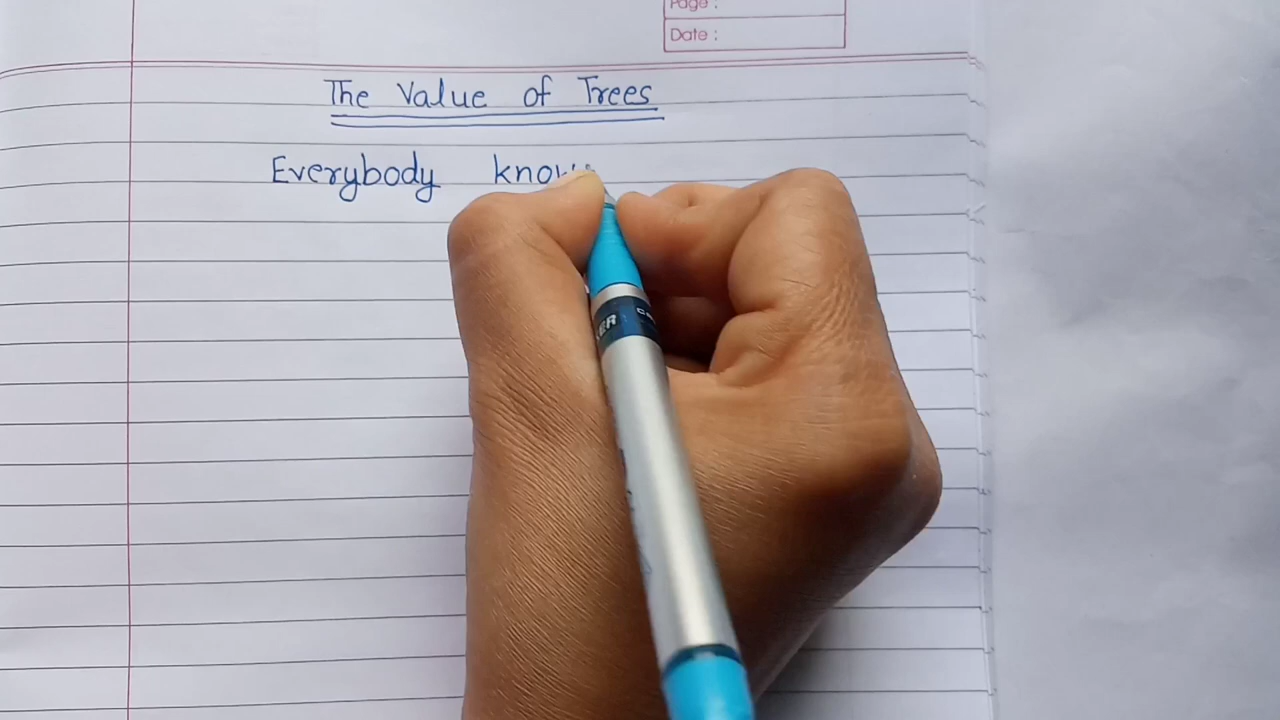 Page :
Date :
The Value of Trees
Everybody